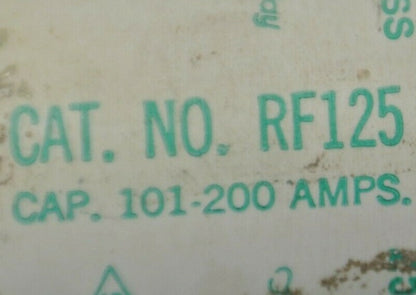 CAT. NO. RF125
CAP. 101-200 AMPS.